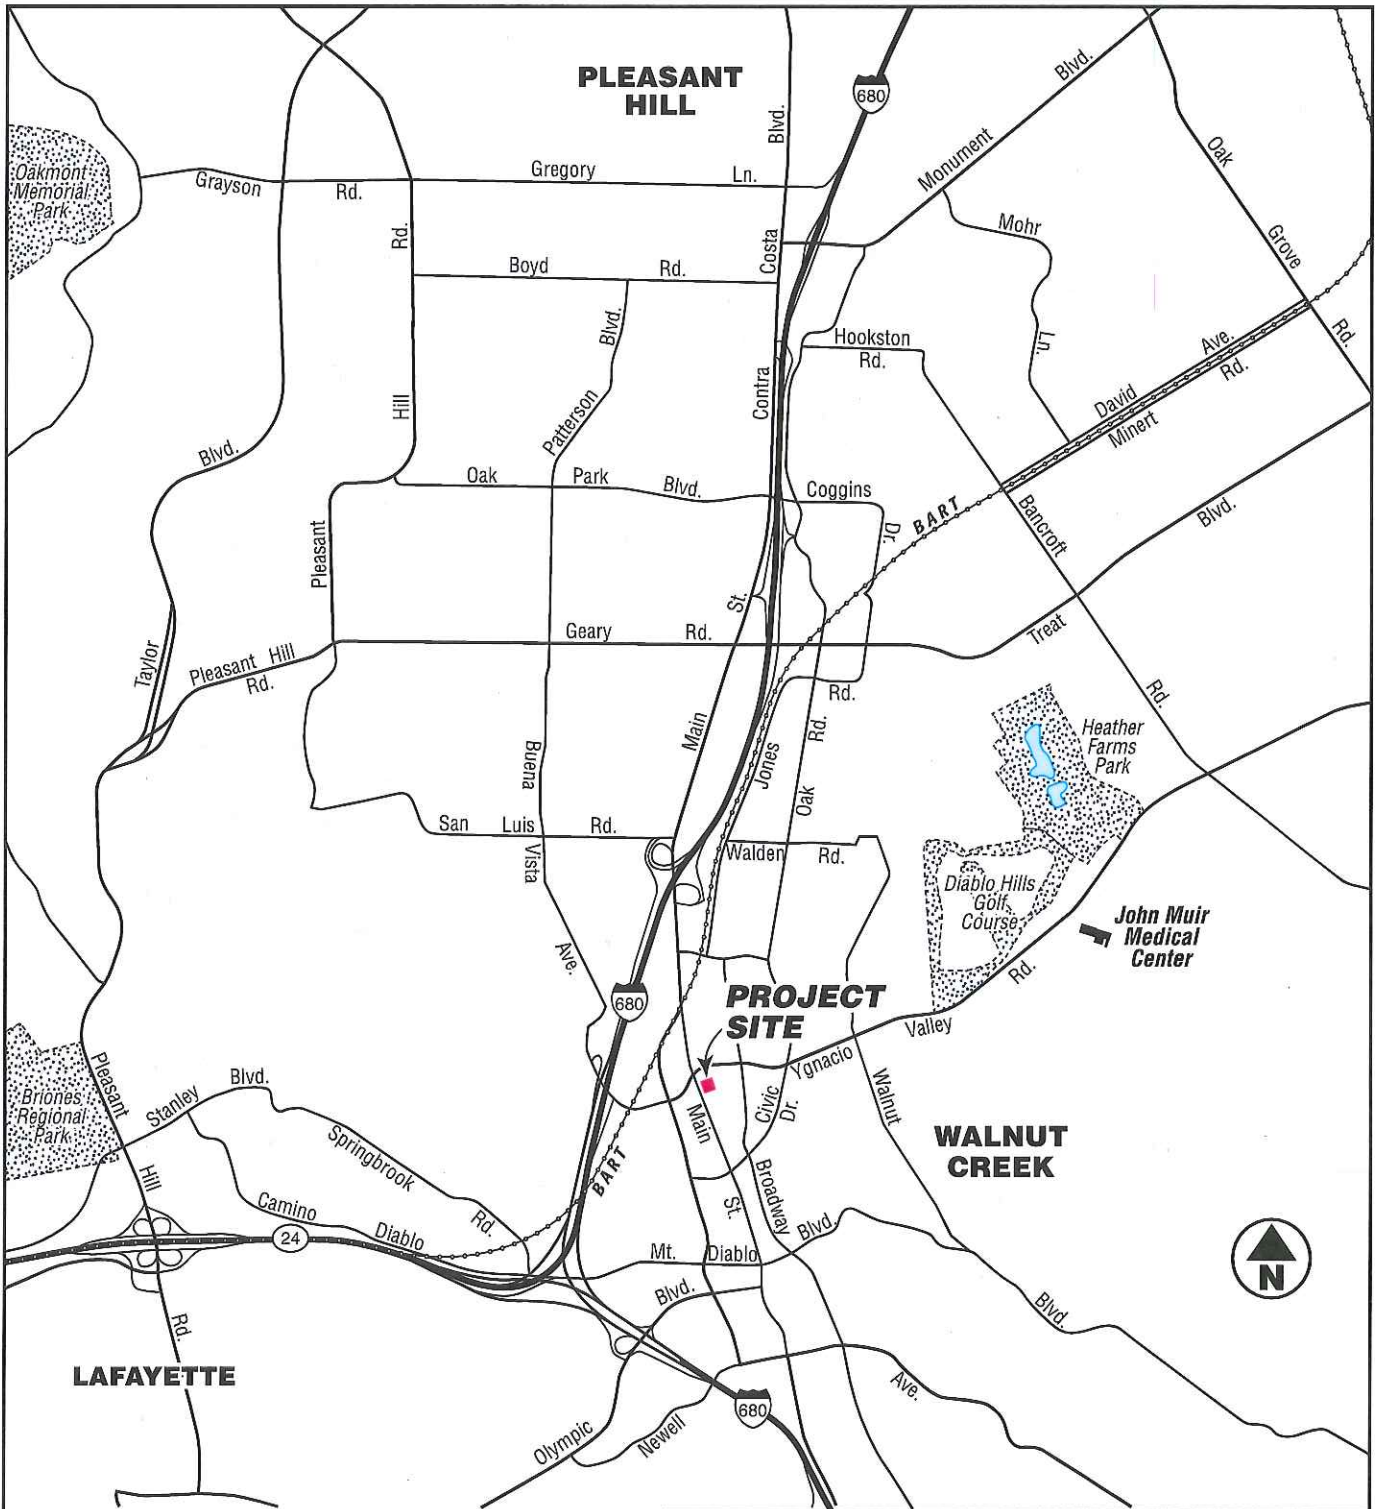 PLEASANT
HILL
680
Blvd.
Blvd.
Monument
Oak
Grove
Rd.
Oakmont
Memorial
Park
Grayson
Rd.
Gregory
Ln.
Mohr
Ln.
Rd.
Hill
Pleasant
Boyd
Rd.
Costa
Contra
Blvd.
Patterson
Hookston
Rd.
David
Ave.
Minert
Rd.
Blvd.
Taylor
Oak
Park
Blvd.
Coggins
Dr.
BART
Bancroft
Rd.
Blvd.
Treat
St.
Main
Geary
Rd.
Pleasant Hill
Rd.
Rd.
Jones
Rd.
Oak
Heather
Farms
Park
Buena
Vista
Ave.
San
Luis
Rd.
Walden
Rd.
Diablo Hills
Golf
Course
John Muir
Medical
Center
Rd.
Valley
Ygnacio
680
PROJECT
SITE
Briones
Regional
Park
Pleasant
Hill
Rd.
Stanley
Blvd.
Springbrook
Rd.
BART
Main
St.
Civic
Dr.
Broadway
Walnut
Blvd.
WALNUT
CREEK
Camino
Diablo
24
Mt.
Diablo
Blvd.
Blvd.
Olympic
Newell
Ave.
680
LAFAYETTE
N